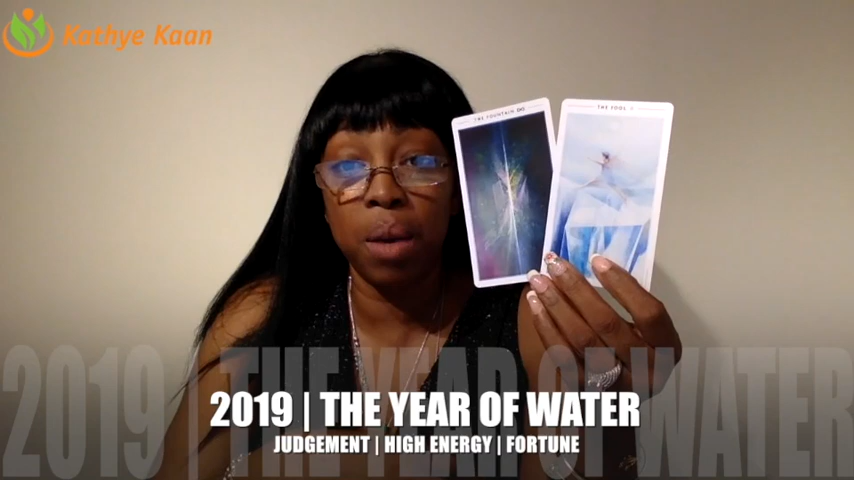 Kathye Kaan
THE FOUNTAIN
THE FOOL
2019 | THE YEAR OF WATER
2019 | THE YEAR OF WATER
JUDGEMENT | HIGH ENERGY | FORTUNE